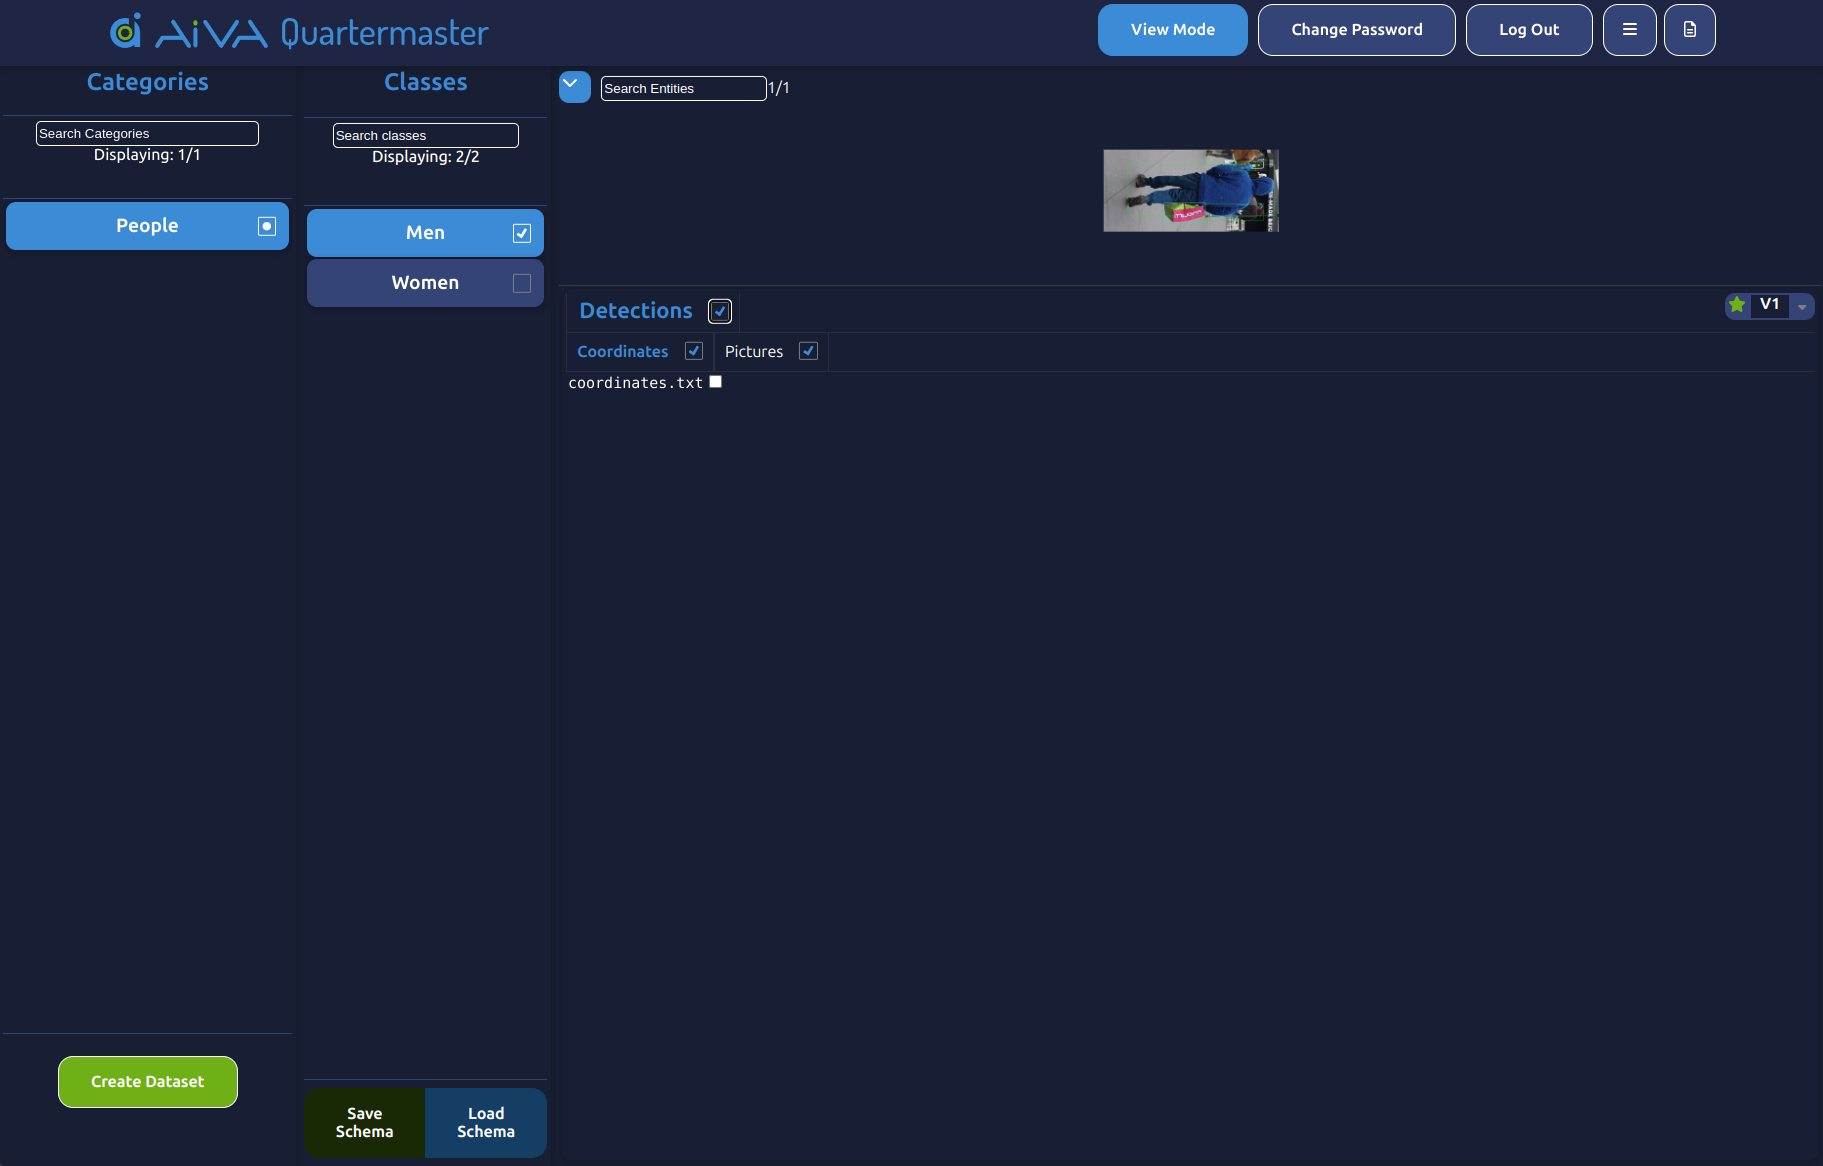 AiVA Quartermaster
View Mode
Change Password
Log Out
Categories
Search Categories
Displaying: 1/1
People
Create Dataset
Classes
Search classes
Displaying: 2/2
Men
Women
Save
Schema
Load
Schema
Search Entities 1/1
Detections
V1
Coordinates
Pictures
coordinates.txt